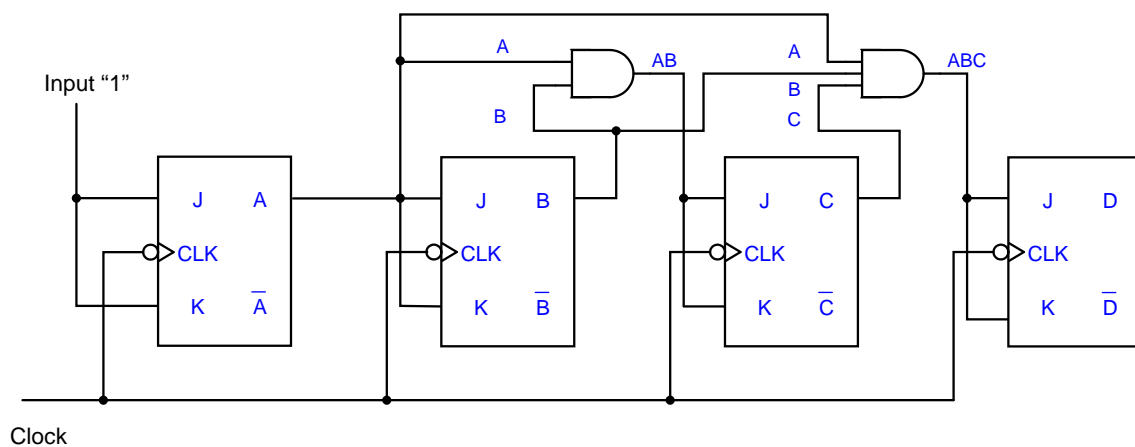 A
AB
A
ABC
Input “1”
B
B
C
J A
J B
J C
J D
CLK
CLK
CLK
CLK
K A̅
K B̅
K C̅
K D̅
Clock